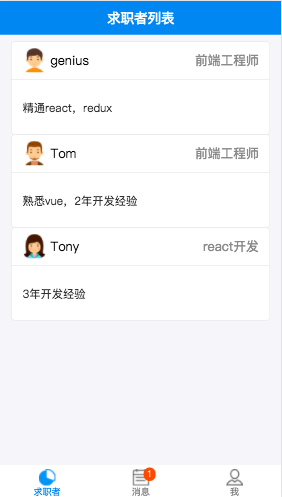 求职者列表
genius 前端工程师
精通react，redux
Tom 前端工程师
熟悉vue，2年开发经验
Tony react开发
3年开发经验
1
求职者 消息 我